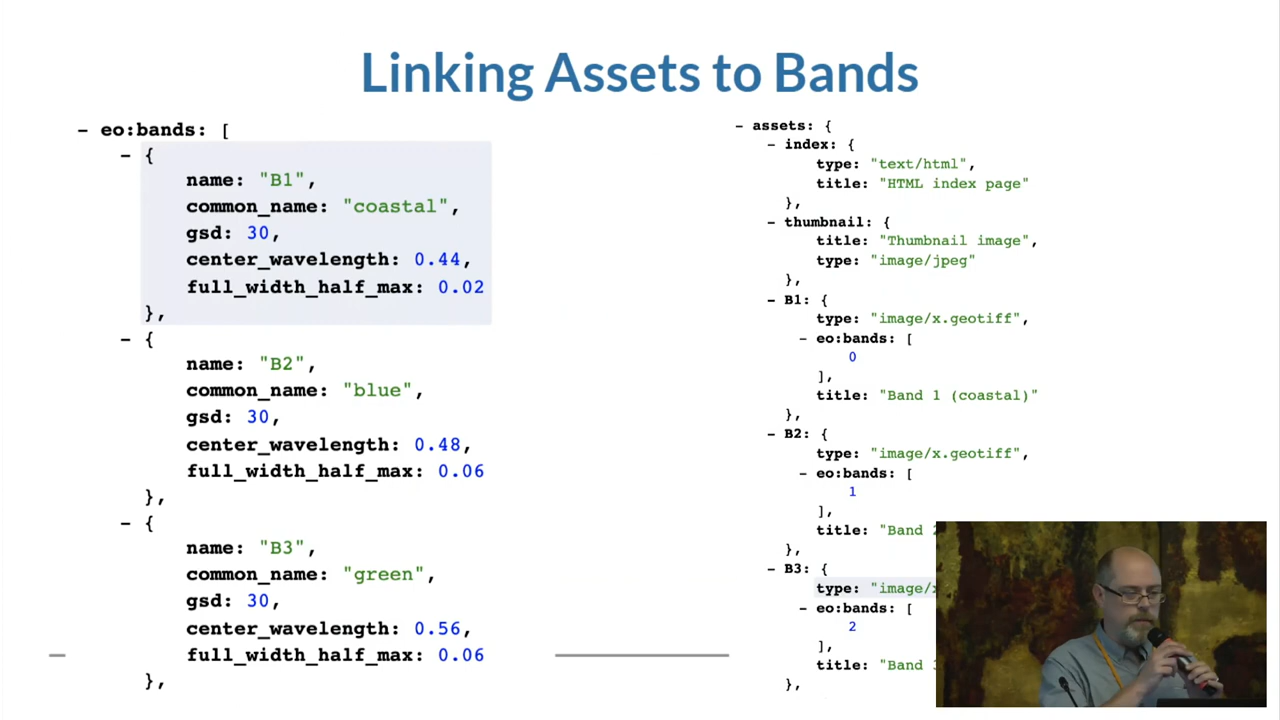 Linking Assets to Bands
- eo:bands: [
- {
name: "B1",
common_name: "coastal",
gsd: 30,
center_wavelength: 0.44,
full_width_half_max: 0.02
},
- {
name: "B2",
common_name: "blue",
gsd: 30,
center_wavelength: 0.48,
full_width_half_max: 0.06
},
- {
name: "B3",
common_name: "green",
gsd: 30,
center_wavelength: 0.56,
full_width_half_max: 0.06
},
- assets: {
- index: {
type: "text/html",
title: "HTML index page"
},
- thumbnail: {
title: "Thumbnail image",
type: "image/jpeg"
},
- B1: {
type: "image/x.geotiff",
- eo:bands: [
0
],
title: "Band 1 (coastal)"
},
- B2: {
type: "image/x.geotiff",
- eo:bands: [
1
],
title: "Band 2
},
- B3: {
type: "image/x
- eo:bands: [
2
],
title: "Band
},